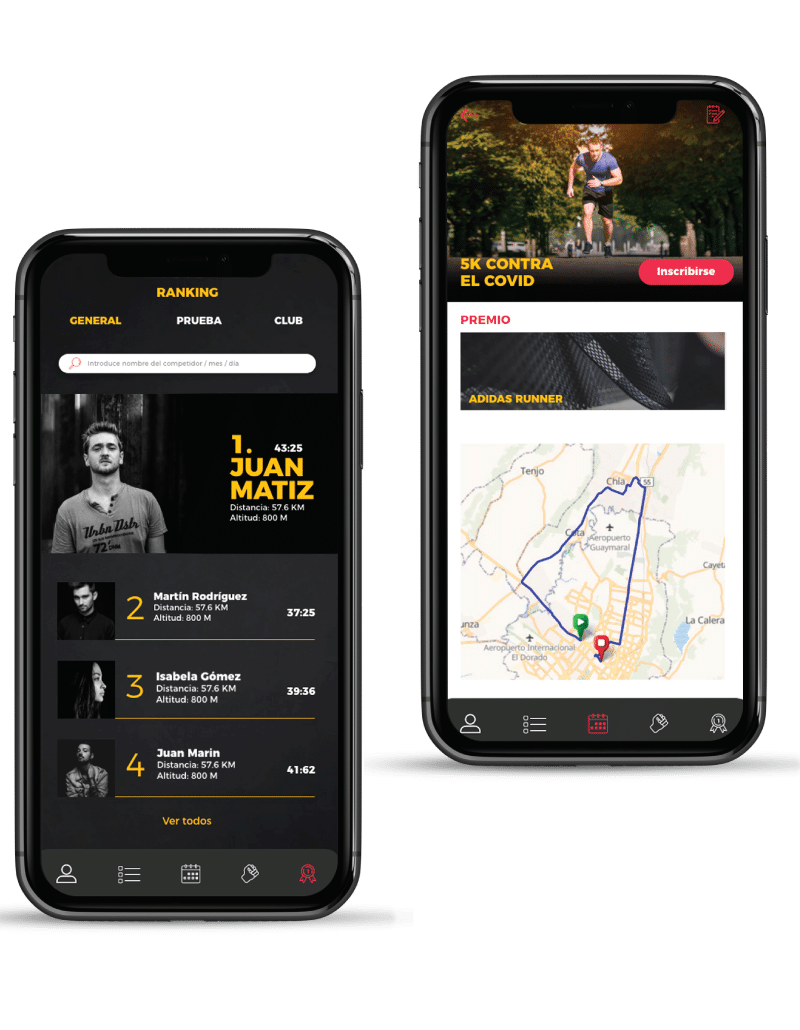 RANKING
GENERAL PRUEBA CLUB
Introduce nombre del competidor / mes / día
1. 43:25
JUAN
MATIZ
Distancia: 57.6 KM
Altitud: 800 M
Urbn Dstr
72
2 Martín Rodríguez
Distancia: 57.6 KM
Altitud: 800 M
37:25
3 Isabela Gómez
Distancia: 57.6 KM
Altitud: 800 M
39:36
4 Juan Marin
Distancia: 57.6 KM
Altitud: 800 M
41:62
Ver todos
1
5K CONTRA
EL COVID
Inscribirse
PREMIO
ADIDAS RUNNER
Tenjo
Chía
55
Cota
Aeropuerto
Guaymaral
Cayeta
unza
La Calera
Aeropuerto Internacional
El Dorado
1